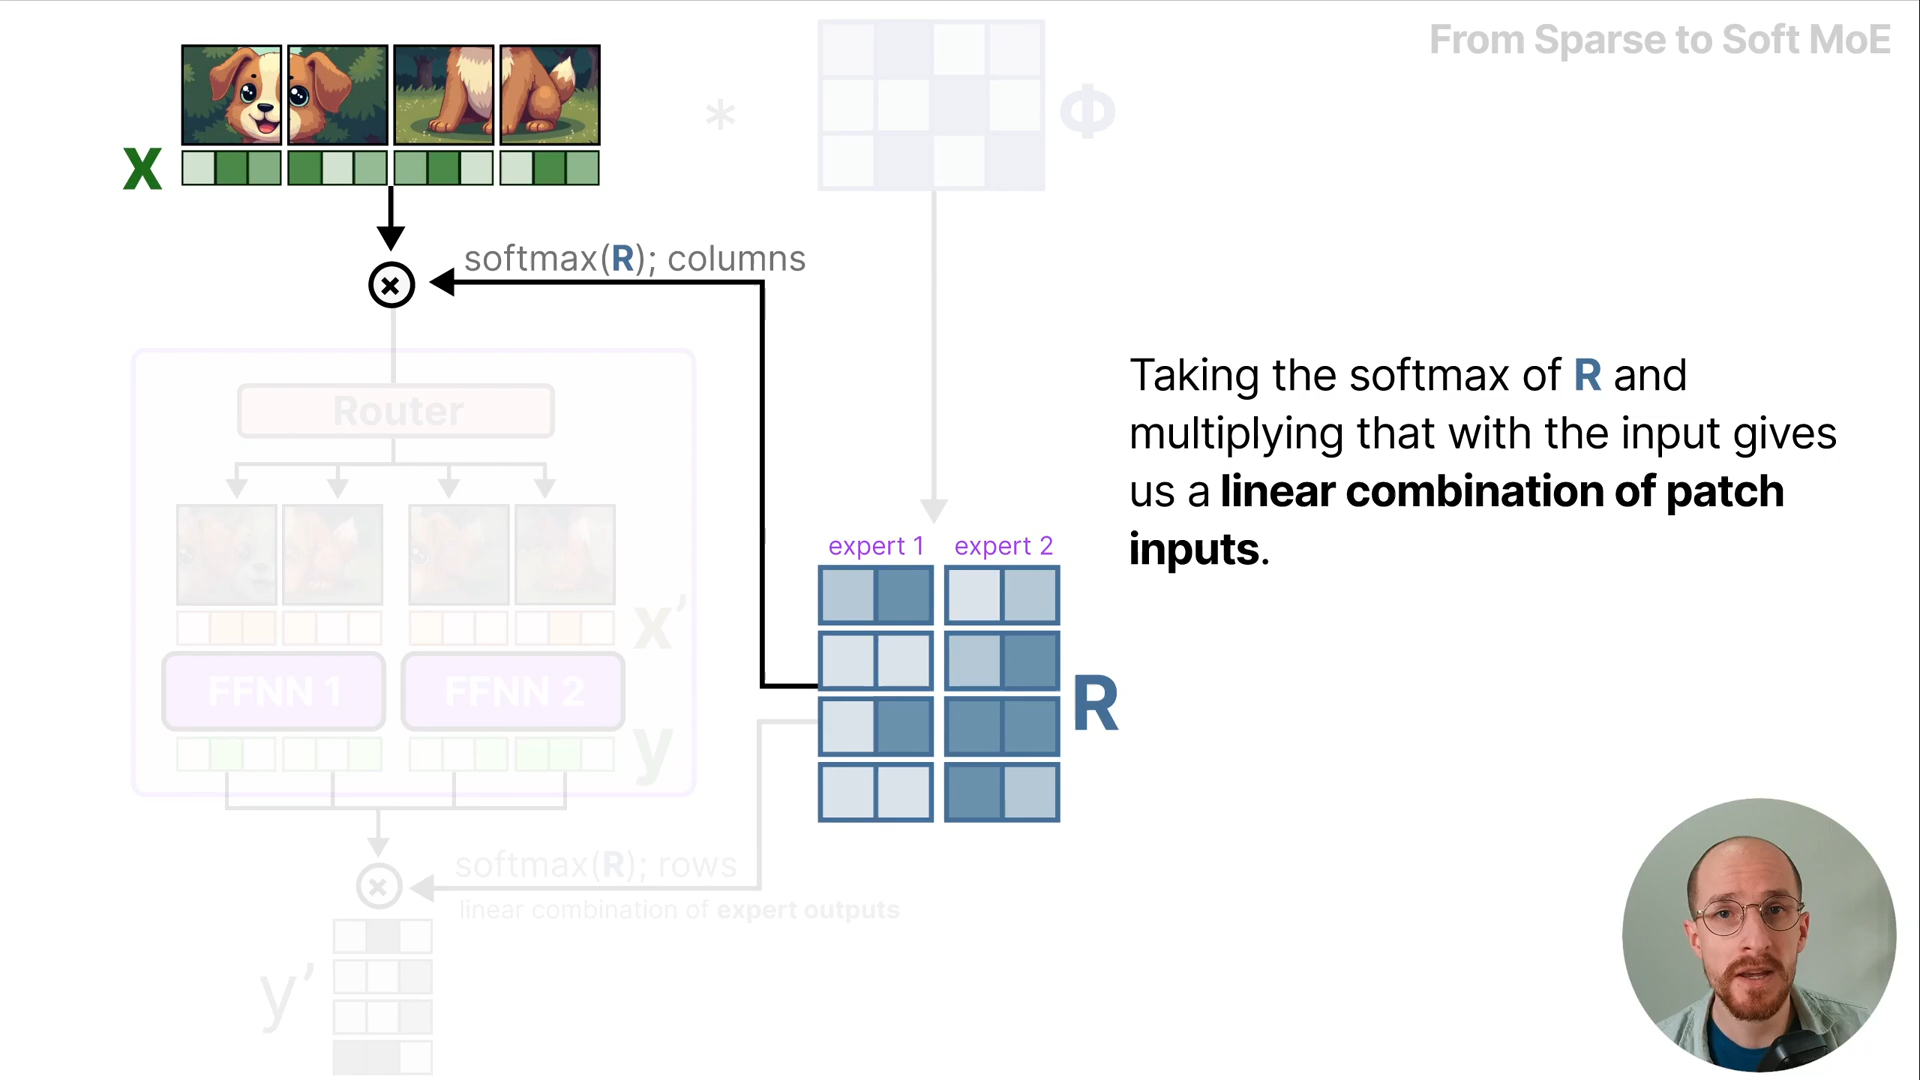 From Sparse to Soft MoE
X
*
Φ
softmax(R); columns
Router
Taking the softmax of R and
multiplying that with the input gives
us a linear combination of patch
inputs.
expert 1 expert 2
X’
FFNN 1 FFNN 2
R
y
softmax(R); rows
linear combination of expert outputs
y’